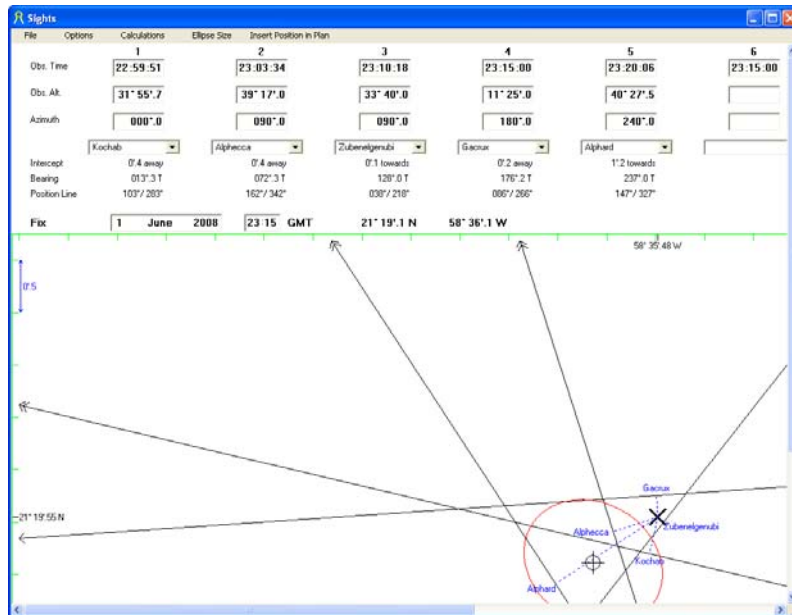 Sights
File Options Calculations Ellipse Size Insert Position in Plan
1 2 3 4 5 6
Obs. Time 22:59:51 23:03:34 23:10:18 23:15:00 23:20:06 23:15:00
Obs. Alt. 31° 55'.7 39° 17'.0 33° 40'.0 11° 25'.0 40° 27'.5
Azimuth 000°.0 090°.0 090°.0 180°.0 240°.0
Kochab Alphecca Zubenelgenubi Gacrux Alphard
Intercept 0'.4 away 0'.4 away 0'.1 towards 0'.2 away 1'.2 towards
Bearing 013°.3 T 072°.3 T 128°.0 T 176°.2 T 237°.0 T
Position Line 103°/ 283° 162°/ 342° 038°/ 218° 086°/ 266° 147°/ 327°
Fix 1 June 2008 23:15 GMT 21° 19'.1 N 58° 36'.1 W
58° 35'.48 W
0'.5
Gacrux
21° 19'.55 N
Zubenelgenubi
Alphecca
Kochab
Alphard